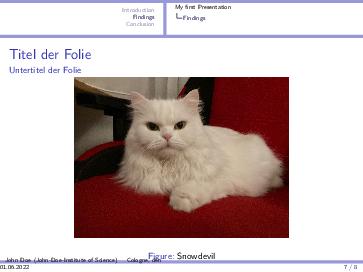 Introduction
Findings
Conclusion
My first Presentation
Findings
Titel der Folie
Untertitel der Folie
Figure: Snowdevil
John Doe (John-Doe-Institute of Science) Cologne, den
01.06.2022
7 / 8